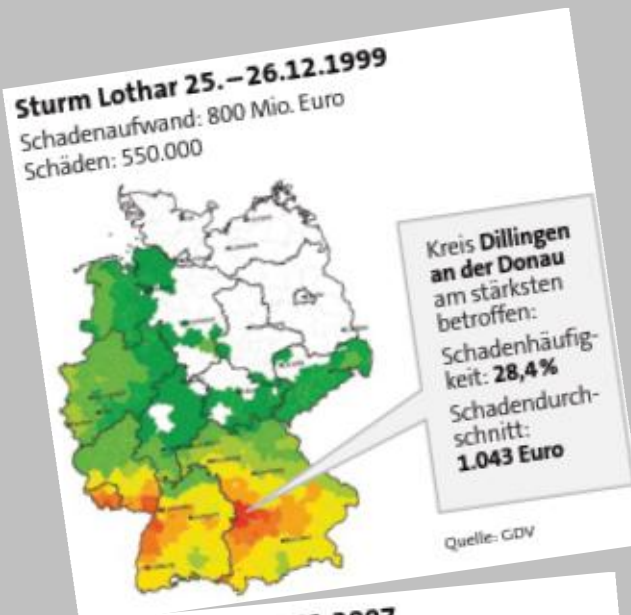 Sturm Lothar 25.–26.12.1999
Schadenaufwand: 800 Mio. Euro
Schäden: 550.000
Kreis Dillingen
an der Donau
am stärksten
betroffen:
Schadenhäufig-
keit: 28,4%
Schadendurch-
schnitt:
1.043 Euro
Quelle: GDV